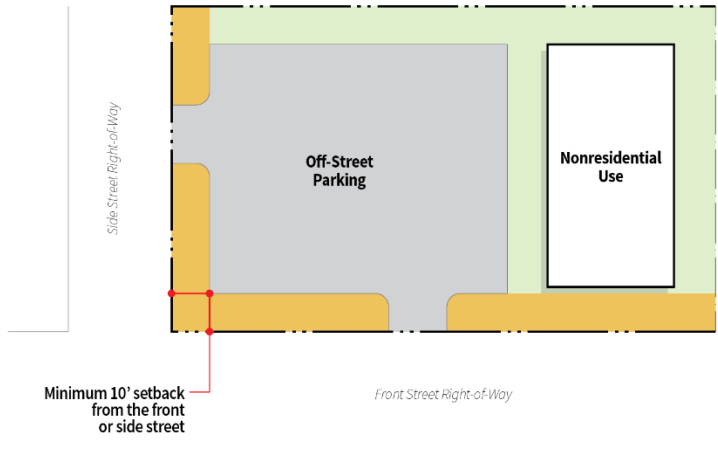 Side Street Right-of-Way
Off-Street
Parking
Nonresidential
Use
Minimum 10’ setback
from the front
or side street
Front Street Right-of-Way